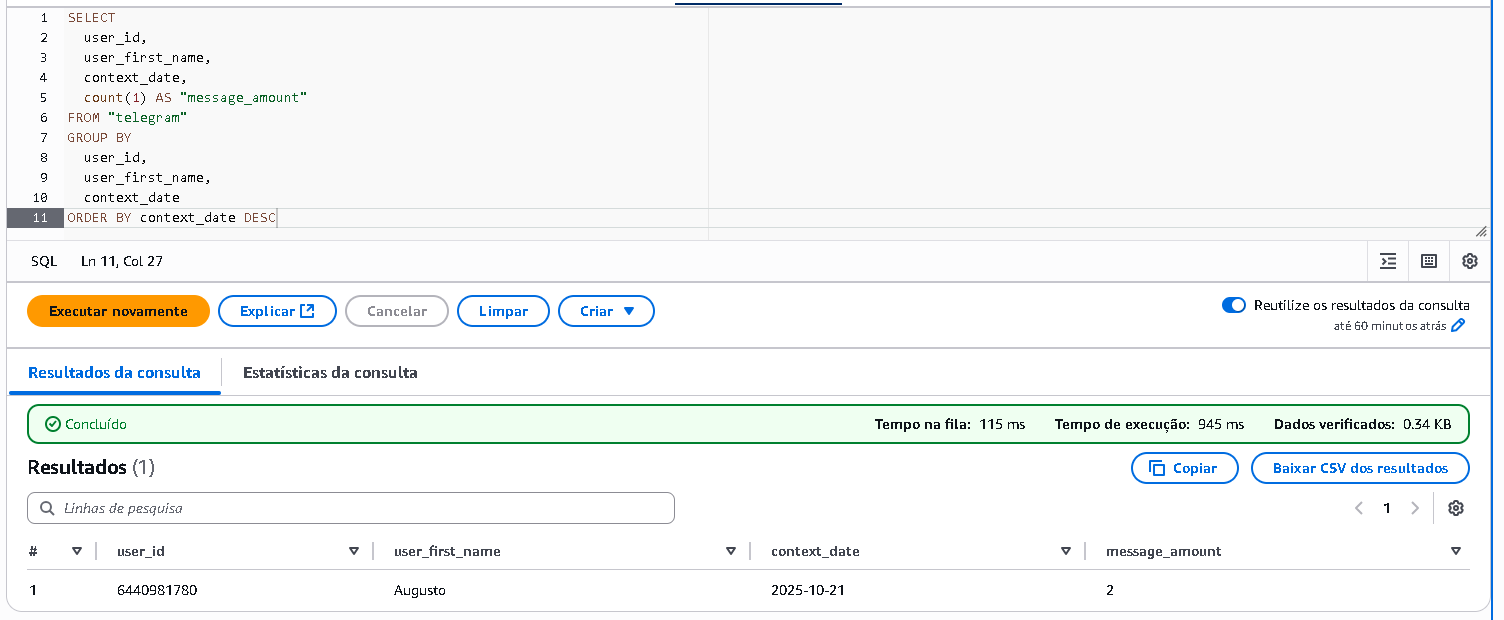 1 SELECT
2 user_id,
3 user_first_name,
4 context_date,
5 count(1) AS "message_amount"
6 FROM "telegram"
7 GROUP BY
8 user_id,
9 user_first_name,
10 context_date
11 ORDER BY context_date DESC
SQL Ln 11, Col 27
Executar novamente Explicar Cancelar Limpar Criar Reutilize os resultados da consulta
até 60 minutos atrás
Resultados da consulta Estatísticas da consulta
Concluído Tempo na fila: 115 ms Tempo de execução: 945 ms Dados verificados: 0.34 KB
Resultados (1) Copiar Baixar CSV dos resultados
Linhas de pesquisa 1
# user_id user_first_name context_date message_amount
1 6440981780 Augusto 2025-10-21 2